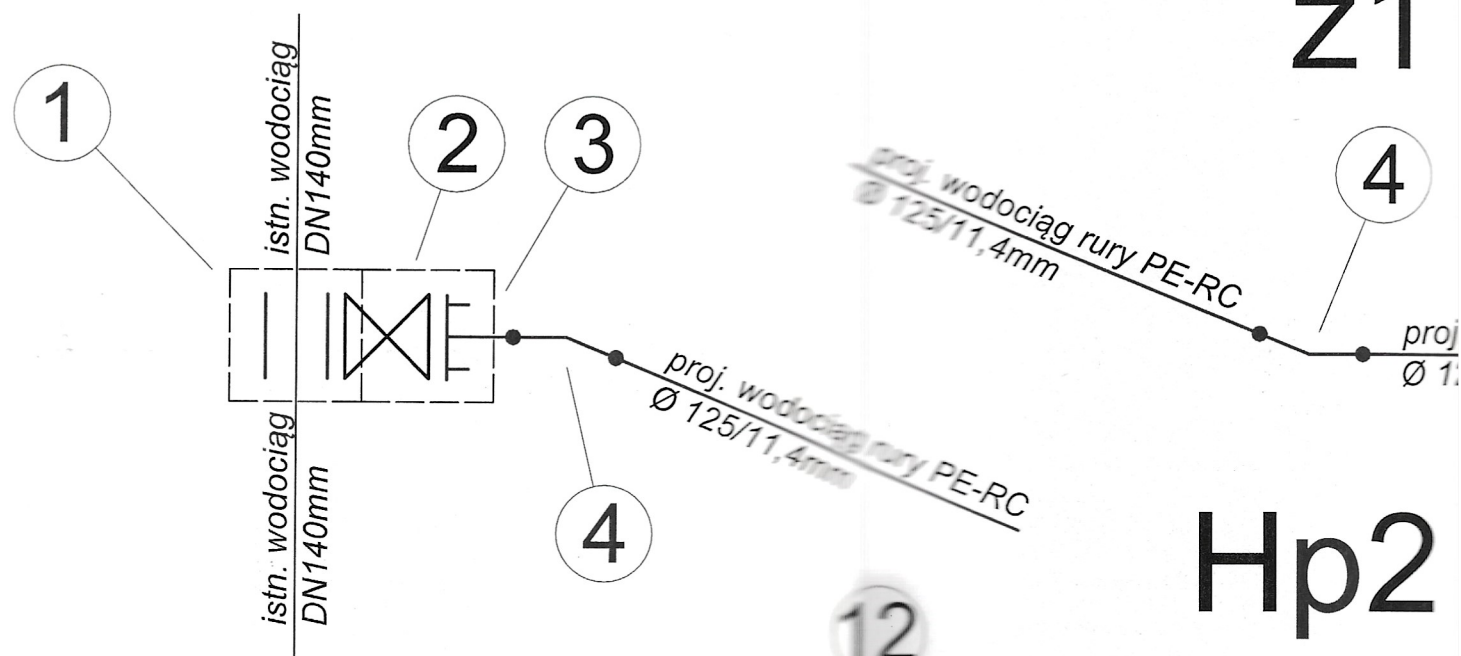 z1
1
istn. wodociąg
DN140mm
2
3
4
proj. wodociąg rury PE-RC
Ø 125/11,4mm
proj
proj. wodociąg rury PE-RC
Ø 125/11,4mm
4
istn. wodociąg
DN140mm
Hp2
12